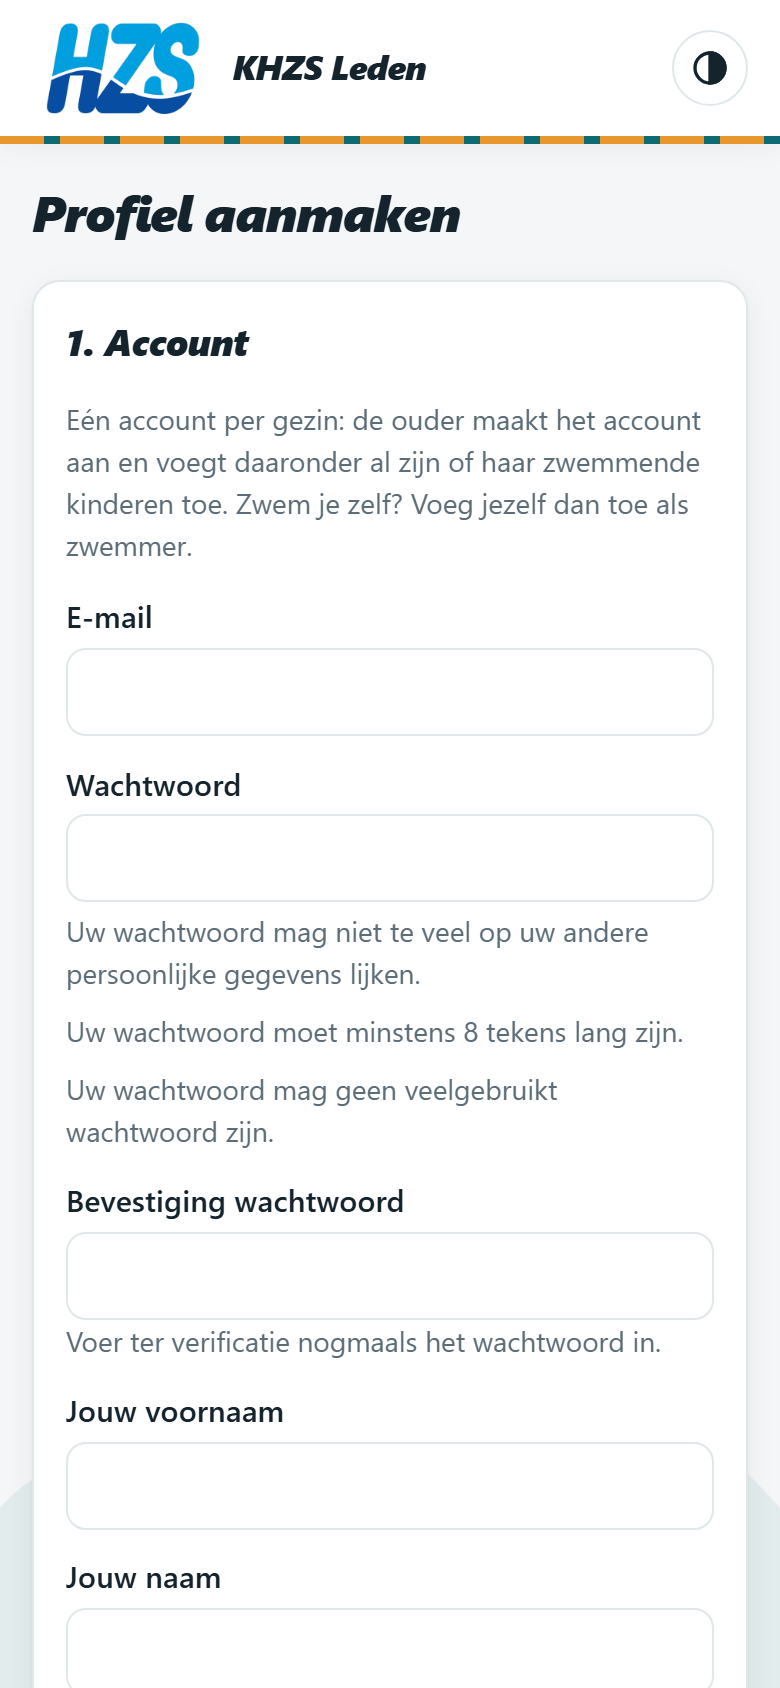 HZS
KHZS Leden
Profiel aanmaken
1. Account
Eén account per gezin: de ouder maakt het account
aan en voegt daaronder al zijn of haar zwemmende
kinderen toe. Zwem je zelf? Voeg jezelf dan toe als
zwemmer.
E-mail
Wachtwoord
Uw wachtwoord mag niet te veel op uw andere
persoonlijke gegevens lijken.
Uw wachtwoord moet minstens 8 tekens lang zijn.
Uw wachtwoord mag geen veelgebruikt
wachtwoord zijn.
Bevestiging wachtwoord
Voer ter verificatie nogmaals het wachtwoord in.
Jouw voornaam
Jouw naam